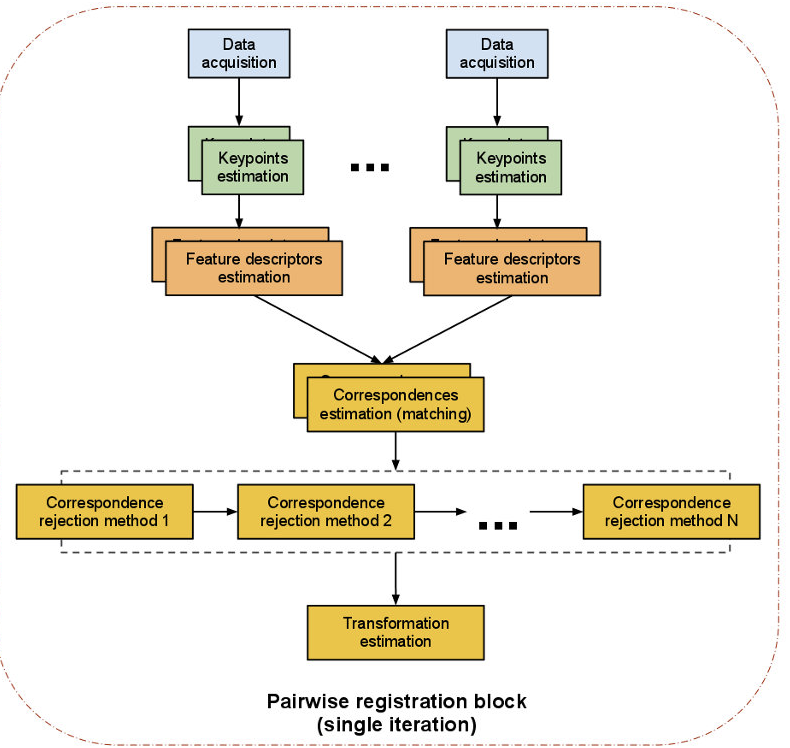 Data
acquisition
Data
acquisition
Keypoints
estimation
Keypoints
estimation
Feature descriptors
estimation
Feature descriptors
estimation
Correspondences
estimation (matching)
Correspondence
rejection method 1
Correspondence
rejection method 2
Correspondence
rejection method N
Transformation
estimation
Pairwise registration block
(single iteration)